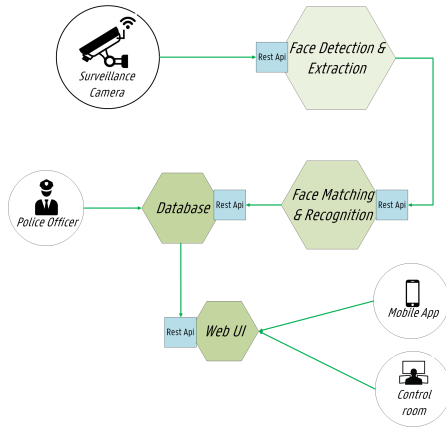 Surveillance
Camera
Rest Api
Face Detection &
Extraction
Police Officer
Database
Rest Api
Face Matching
& Recognition
Rest Api
Rest Api
Web UI
Mobile App
Control
room